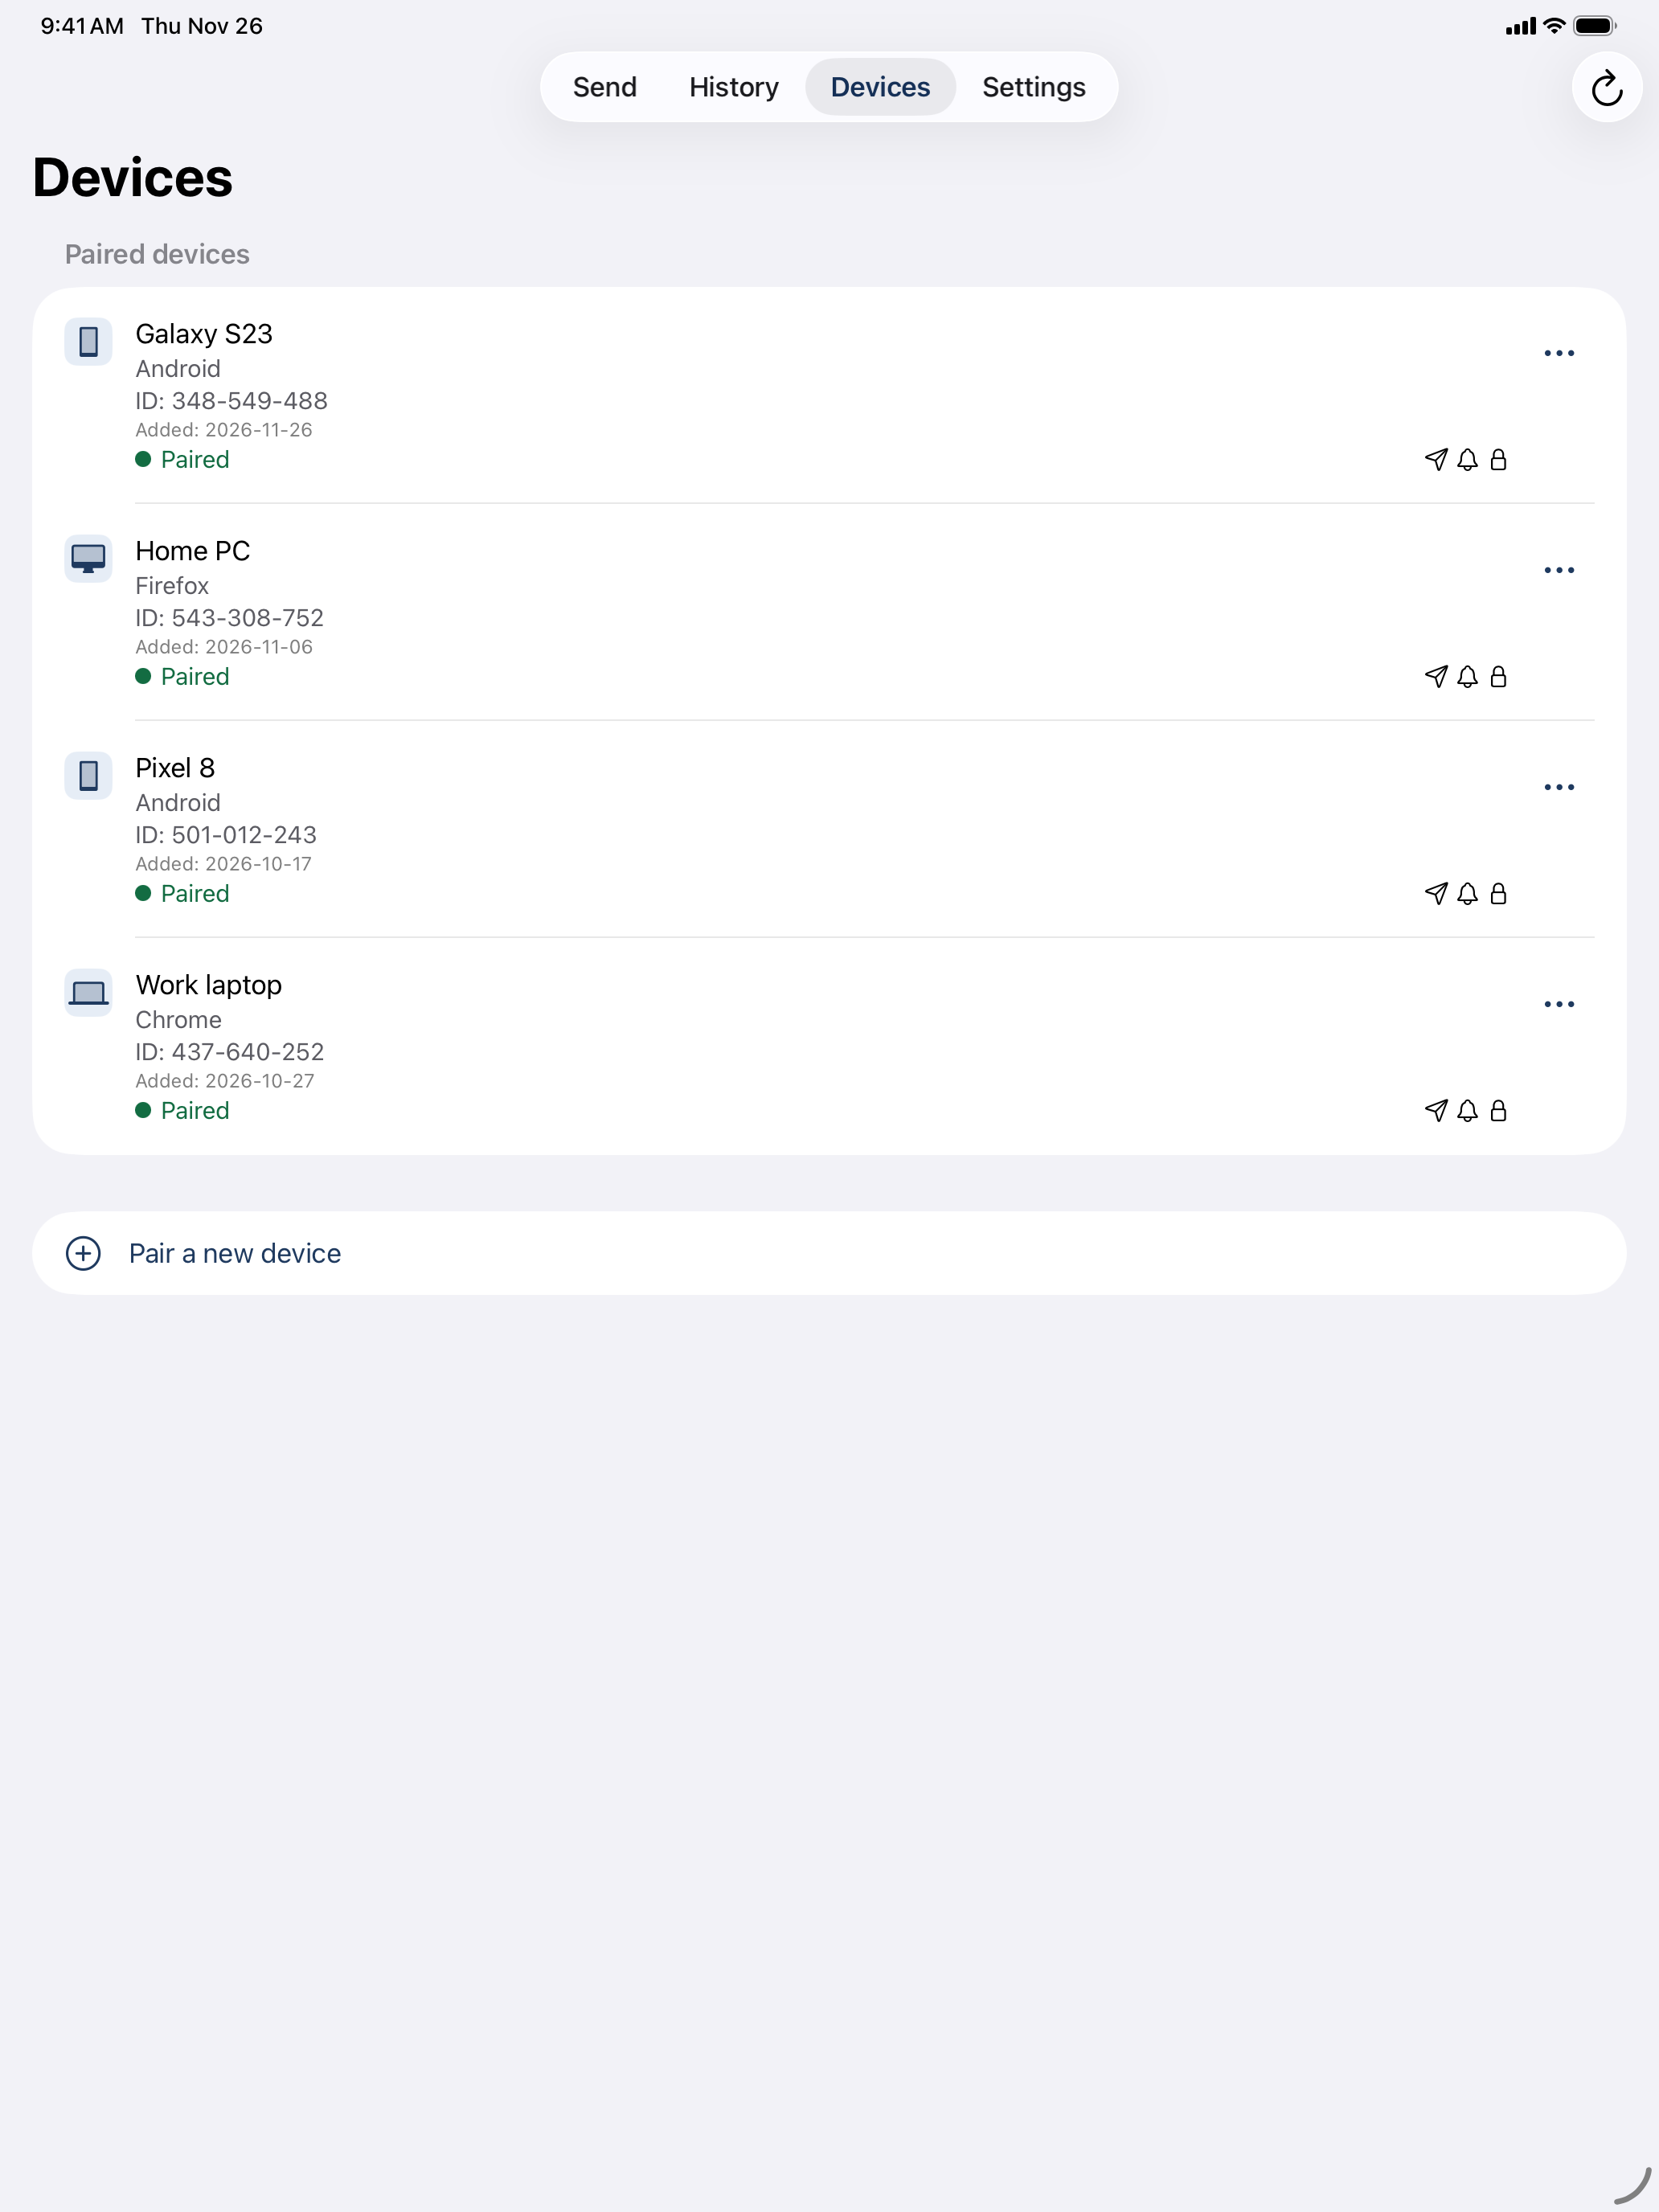 9:41 AM Thu Nov 26
Send History Devices Settings
Devices
Paired devices
Galaxy S23
Android
ID: 348-549-488
Added: 2026-11-26
Paired
Home PC
Firefox
ID: 543-308-752
Added: 2026-11-06
Paired
Pixel 8
Android
ID: 501-012-243
Added: 2026-10-17
Paired
Work laptop
Chrome
ID: 437-640-252
Added: 2026-10-27
Paired
Pair a new device